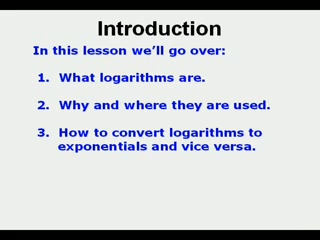 Introduction
In this lesson we'll go over:
1. What logarithms are.
2. Why and where they are used.
3. How to convert logarithms to
exponentials and vice versa.